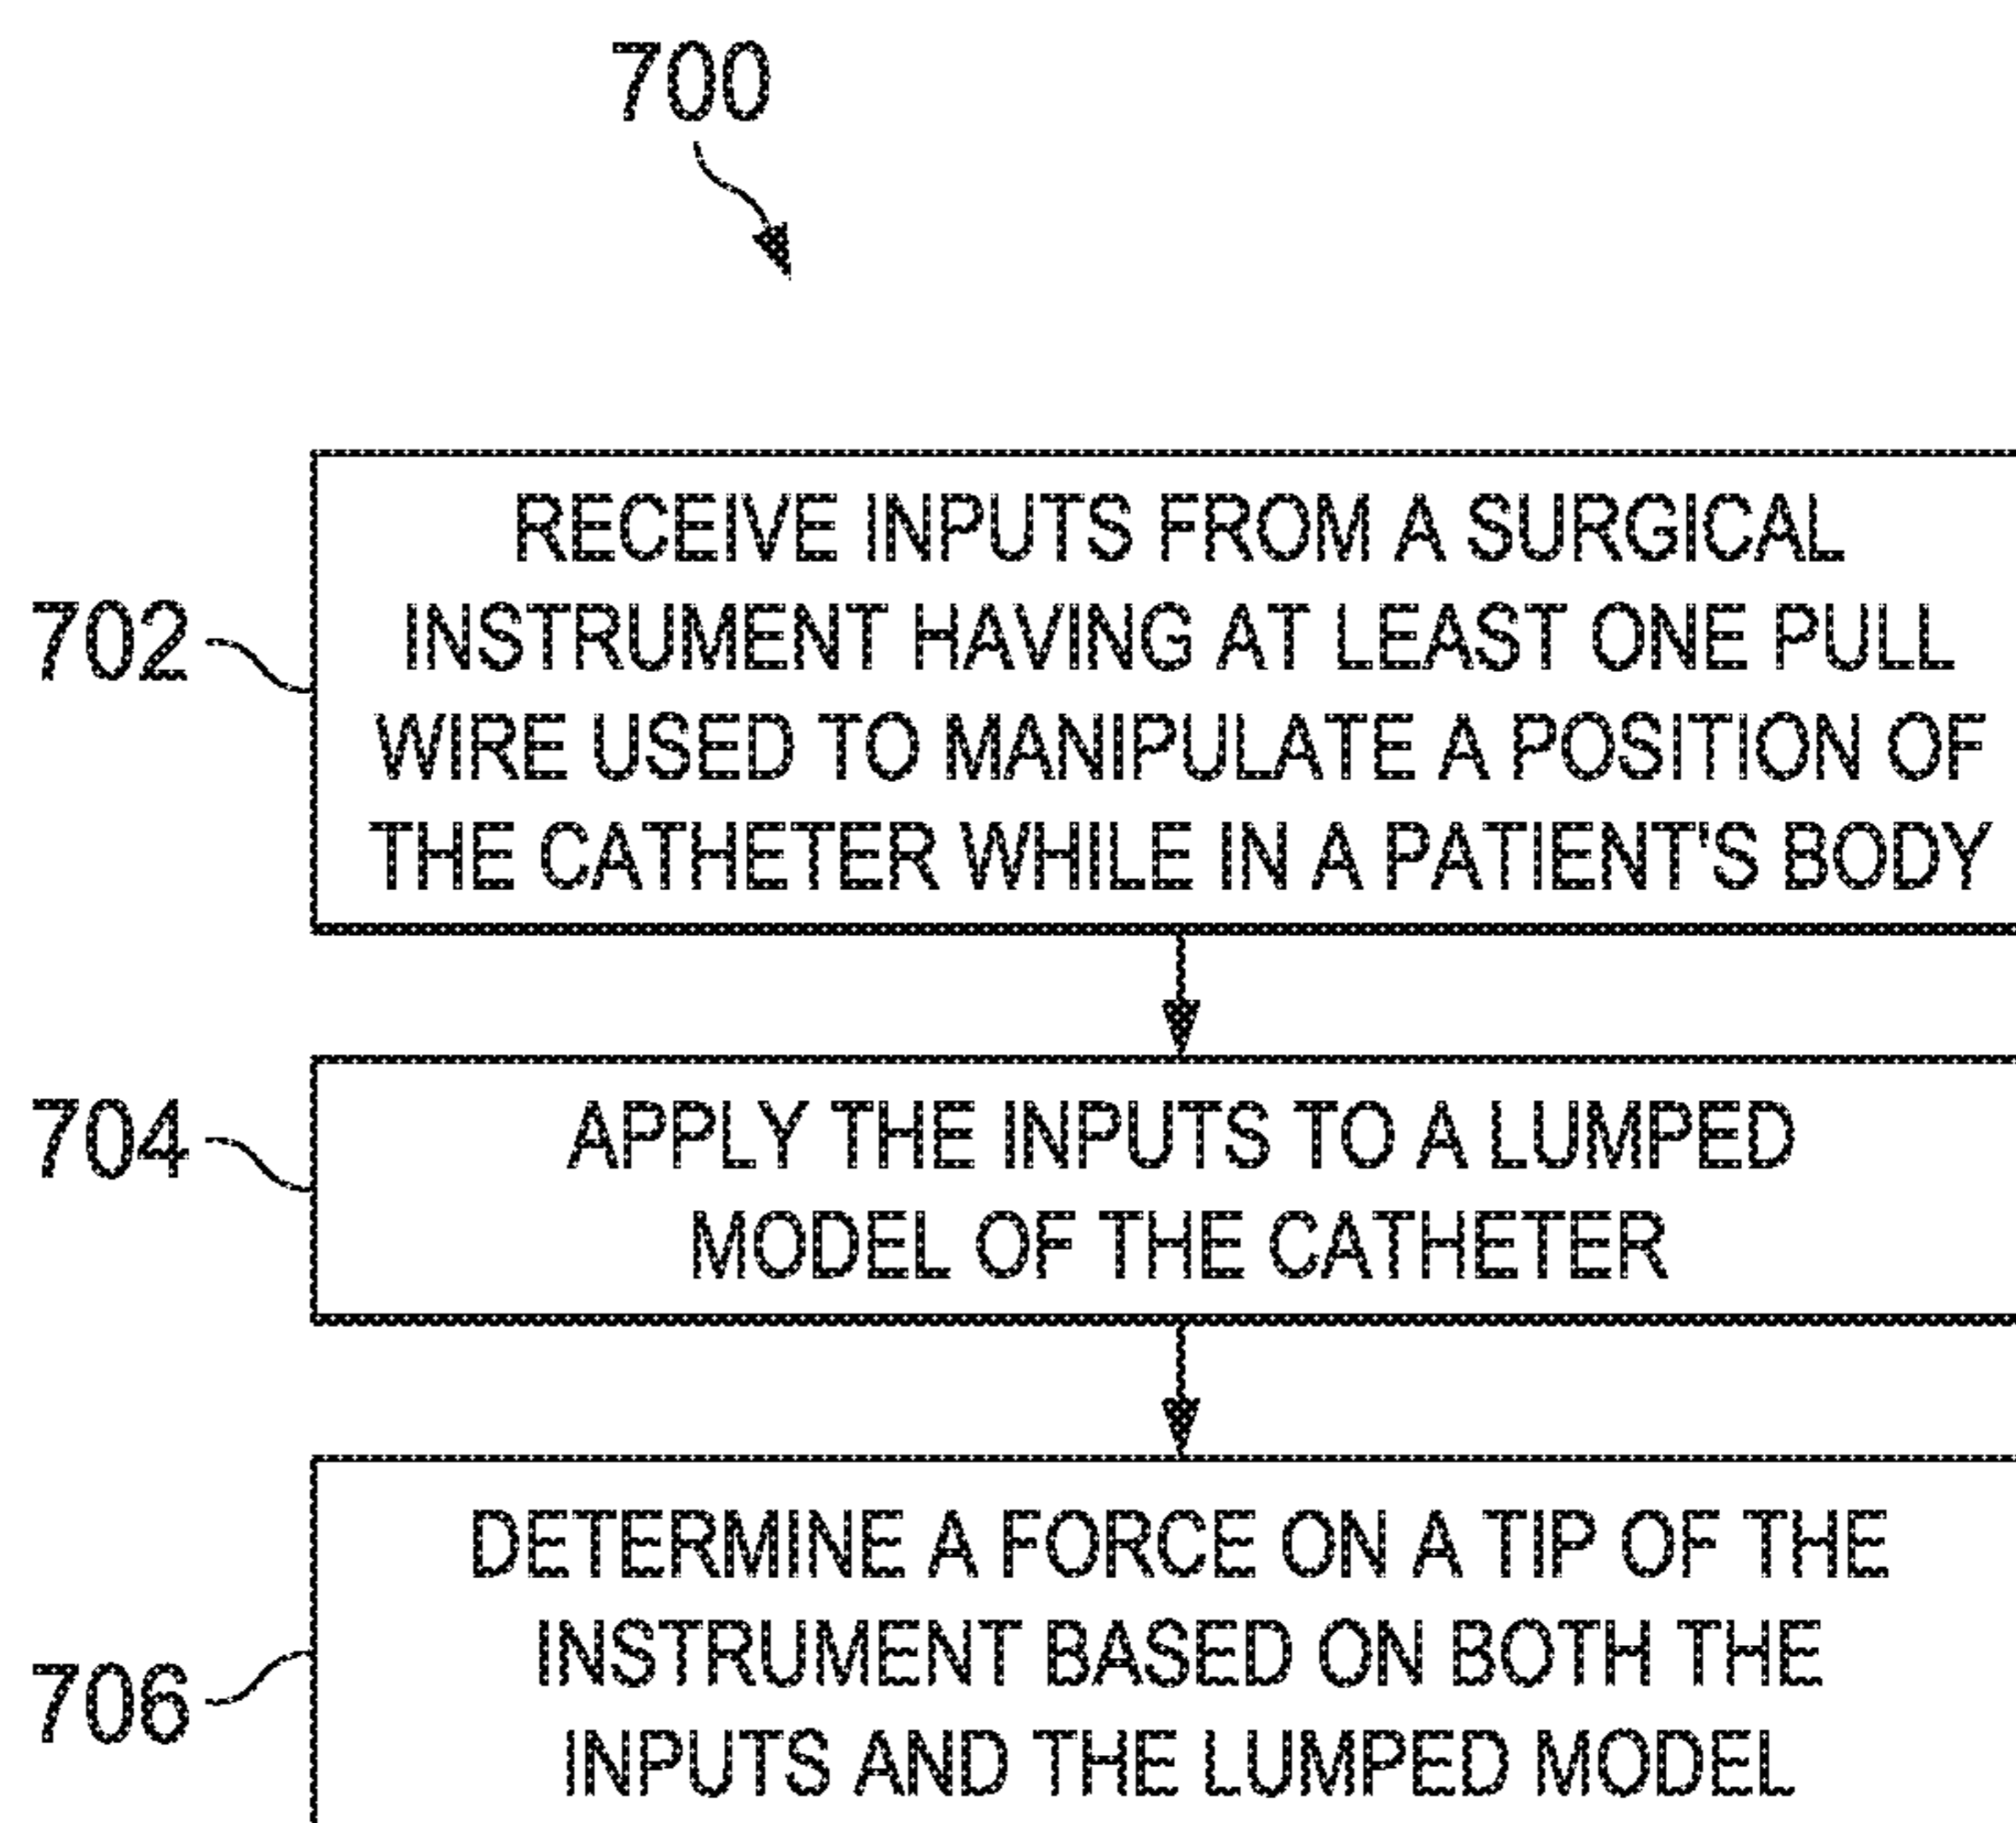 700
702
RECEIVE INPUTS FROM A SURGICAL
INSTRUMENT HAVING AT LEAST ONE PULL
WIRE USED TO MANIPULATE A POSITION OF
THE CATHETER WHILE IN A PATIENT'S BODY
704
APPLY THE INPUTS TO A LUMPED
MODEL OF THE CATHETER
706
DETERMINE A FORCE ON A TIP OF THE
INSTRUMENT BASED ON BOTH THE
INPUTS AND THE LUMPED MODEL